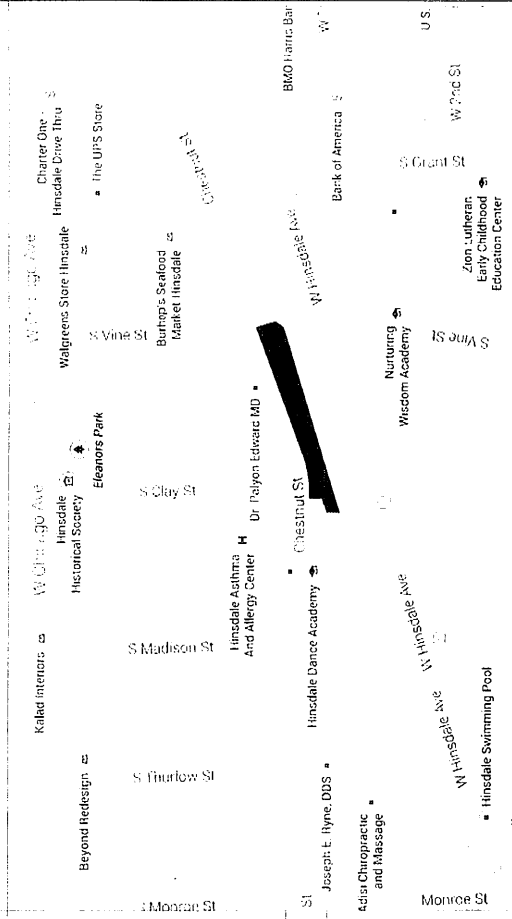 BMO Harris Bar
W
U.S.
W 2nd St
Charter One -
Hinsdale Drive Thru
The UPS Store
Chestnut St
Bank of America
S Grant St
Zion Lutheran
Early Childhood
Education Center
W Hinsdale Ave
Walgreens Store Hinsdale
Burhop's Seafood
Market Hinsdale
S Vine St
S Vine St
Nurturing
Wisdom Academy
Dr. Palyon Edward MD
Eleanors Park
Hinsdale
Historical Society
S Clay St
Chestnut St
H
Hinsdale Asthma
And Allergy Center
Hinsdale Dance Academy
W Hinsdale Ave
Kalad Interiors
S Madison St
W Hinsdale Ave
Hinsdale Swimming Pool
Beyond Redesign
S Thurlow St
Joseph E. Ryne, DDS
Adisi Chiropractic
and Massage
S Monroe St
St
Monroe St